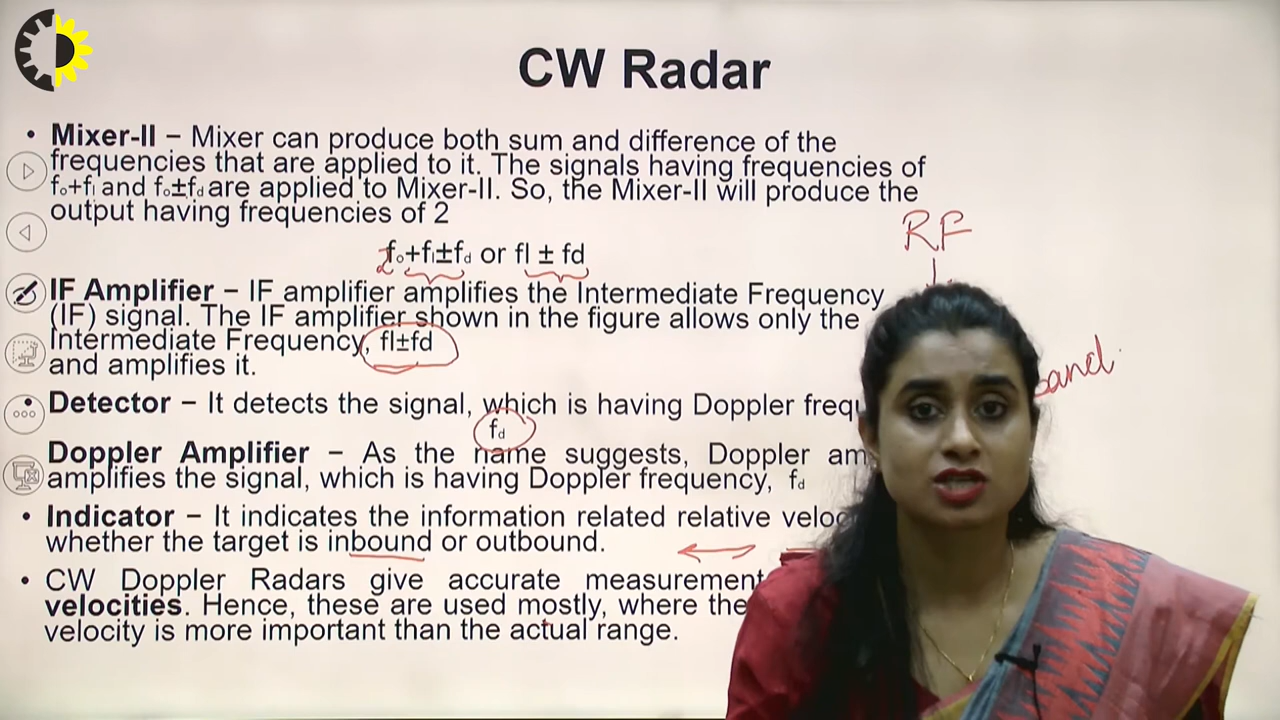 CW Radar
• Mixer-II – Mixer can produce both sum and difference of the
frequencies that are applied to it. The signals having frequencies of
fₒ+fₗ and fₒ±f_d are applied to Mixer-II. So, the Mixer-II will produce the
output having frequencies of 2
2fₒ+fₗ±f_d or fl ± fd
RF
IF Amplifier – IF amplifier amplifies the Intermediate Frequency
(IF) signal. The IF amplifier shown in the figure allows only the
Intermediate Frequency, fl±fd
and amplifies it.
• Detector – It detects the signal, which is having Doppler
f_d
Doppler Amplifier – As the name suggests, Doppler
amplifies the signal, which is having Doppler frequency, f_d
• Indicator – It indicates the information related relative
whether the target is inbound or outbound.
• CW Doppler Radars give accurate measurement
velocities. Hence, these are used mostly, where the
velocity is more important than the actual range.